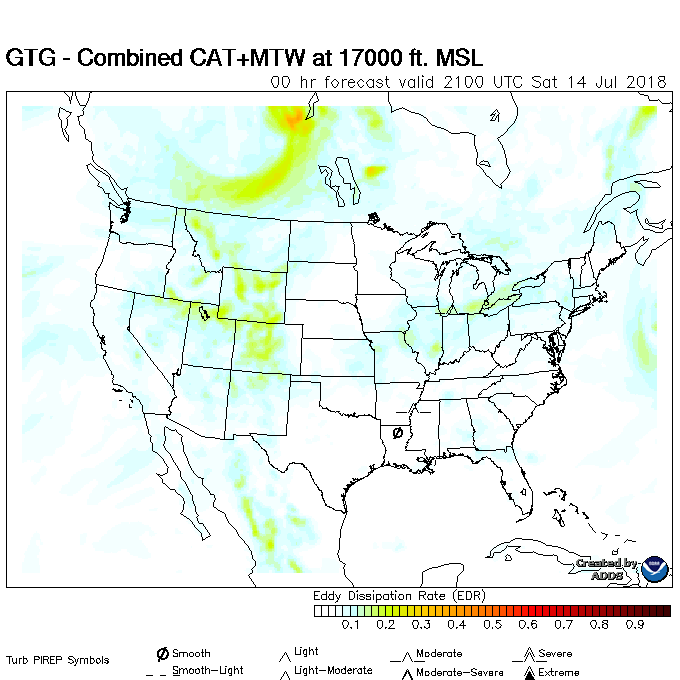 GTG - Combined CAT+MTW at 17000 ft. MSL
00 hr forecast valid 2100 UTC Sat 14 Jul 2018
Created by
ADDS
Eddy Dissipation Rate (EDR)
0.1 0.2 0.3 0.4 0.5 0.6 0.7 0.8 0.9
Turb PIREP Symbols
Smooth Light Moderate Severe
Smooth-Light Light-Moderate Moderate-Severe Extreme